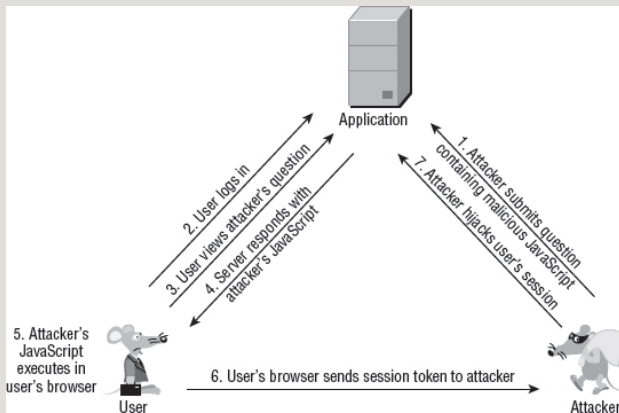 Application
1. Attacker submits question
containing malicious JavaScript
7. Attacker hijacks user's session
2. User logs in
3. User views attacker's question
4. Server responds with
attacker's JavaScript
5. Attacker's
JavaScript
executes in
user's browser
6. User's browser sends session token to attacker
User
Attacker